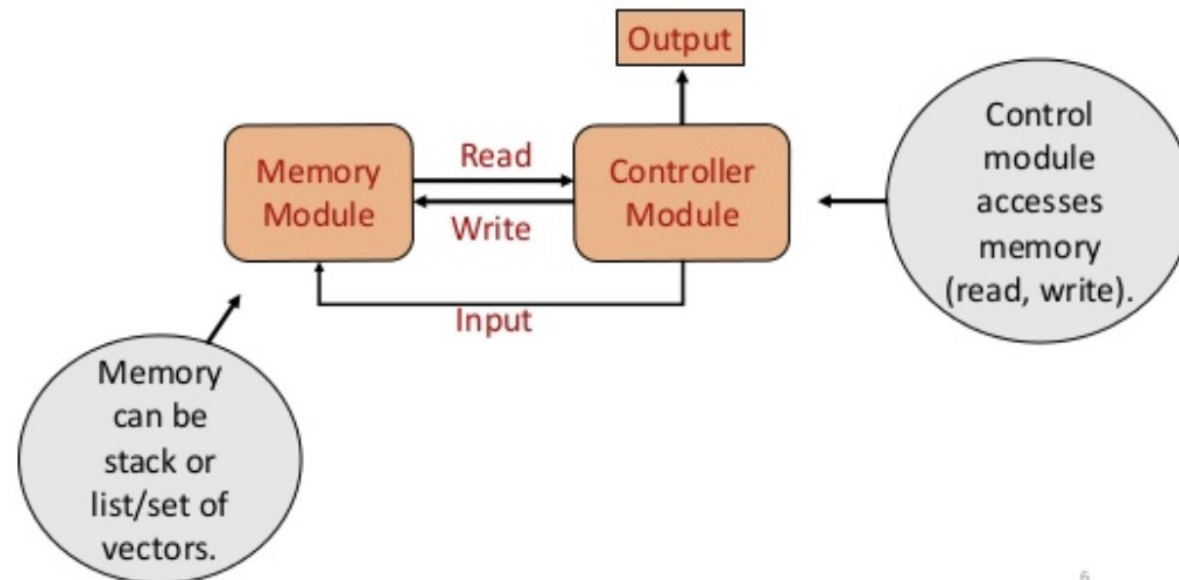 Output
Memory
Module
Read
Write
Controller
Module
Input
Control
module
accesses
memory
(read, write).
Memory
can be
stack or
list/set of
vectors.
6